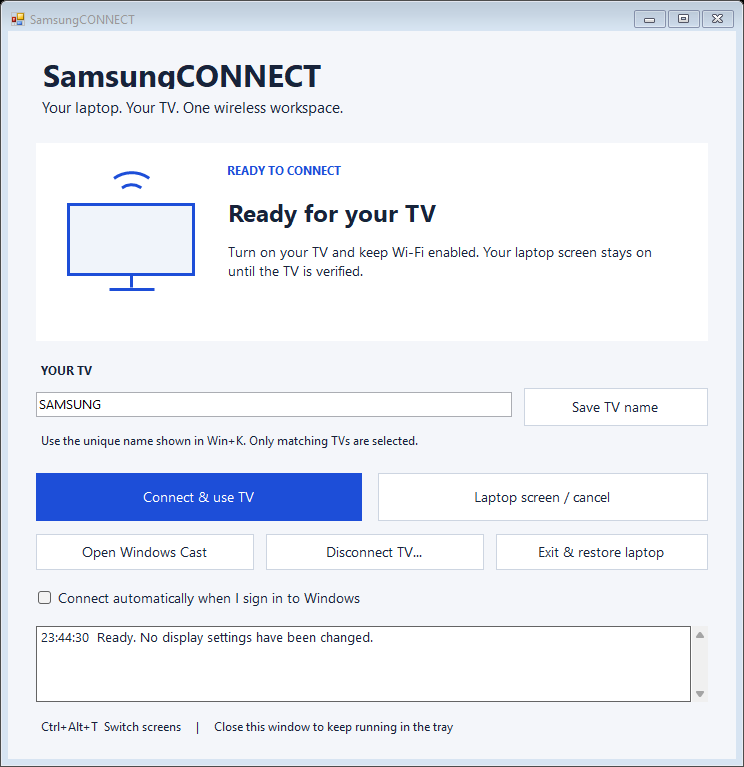 SamsungCONNECT
SamsungCONNECT
Your laptop. Your TV. One wireless workspace.
READY TO CONNECT
Ready for your TV
Turn on your TV and keep Wi-Fi enabled. Your laptop screen stays on
until the TV is verified.
YOUR TV
SAMSUNG
Save TV name
Use the unique name shown in Win+K. Only matching TVs are selected.
Connect & use TV
Laptop screen / cancel
Open Windows Cast
Disconnect TV...
Exit & restore laptop
Connect automatically when I sign in to Windows
23:44:30 Ready. No display settings have been changed.
Ctrl+Alt+T Switch screens | Close this window to keep running in the tray